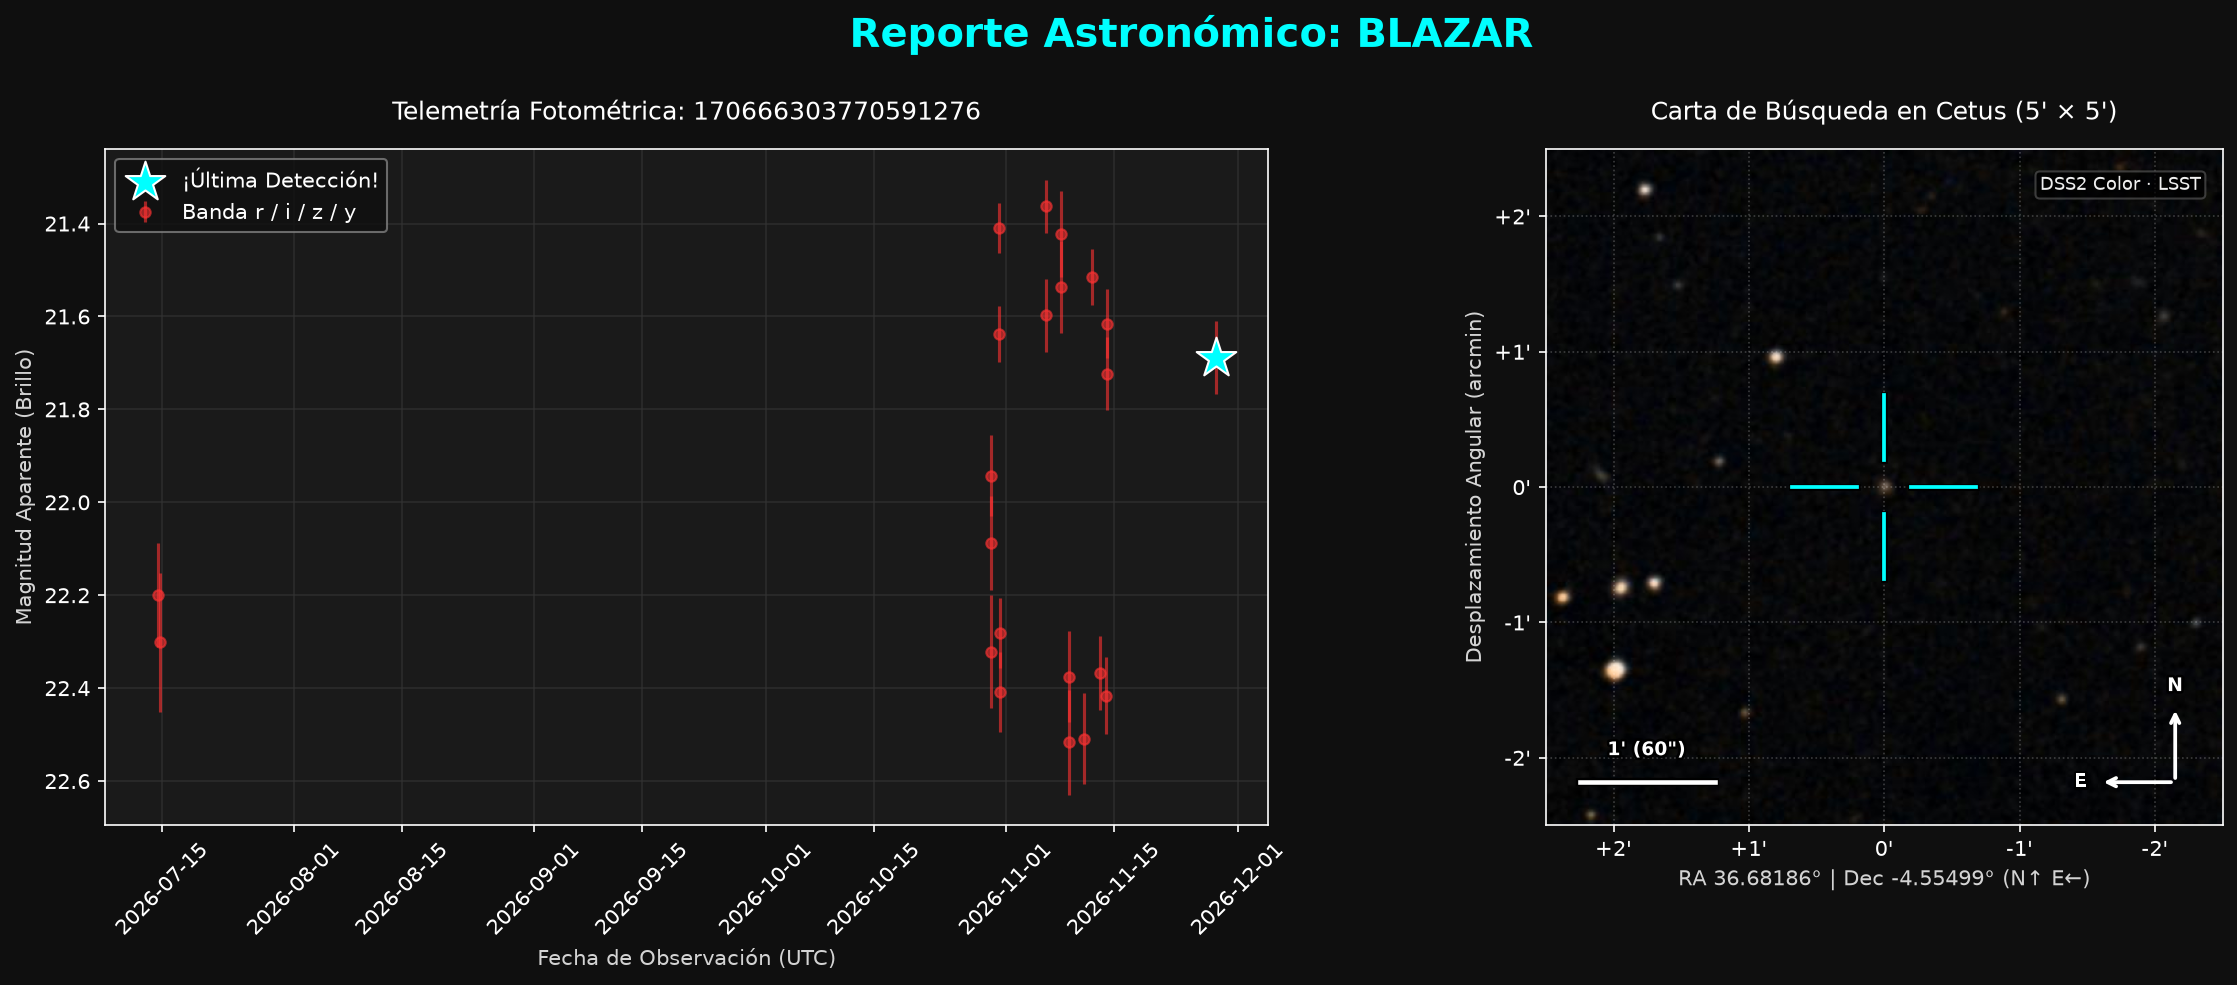 Reporte Astronómico: BLAZAR
Telemetría Fotométrica: 170666303770591276
¡Última Detección!
Banda r / i / z / y
Magnitud Aparente (Brillo)
21.4
21.6
21.8
22.0
22.2
22.4
22.6
2026-07-15
2026-08-01
2026-08-15
2026-09-01
2026-09-15
2026-10-01
2026-10-15
2026-11-01
2026-11-15
2026-12-01
Fecha de Observación (UTC)
Carta de Búsqueda en Cetus (5' × 5')
DSS2 Color · LSST
Desplazamiento Angular (arcmin)
+2'
+1'
0'
-1'
-2'
N
E
1' (60")
+2'
+1'
0'
-1'
-2'
RA 36.68186° | Dec -4.55499° (N↑ E←)